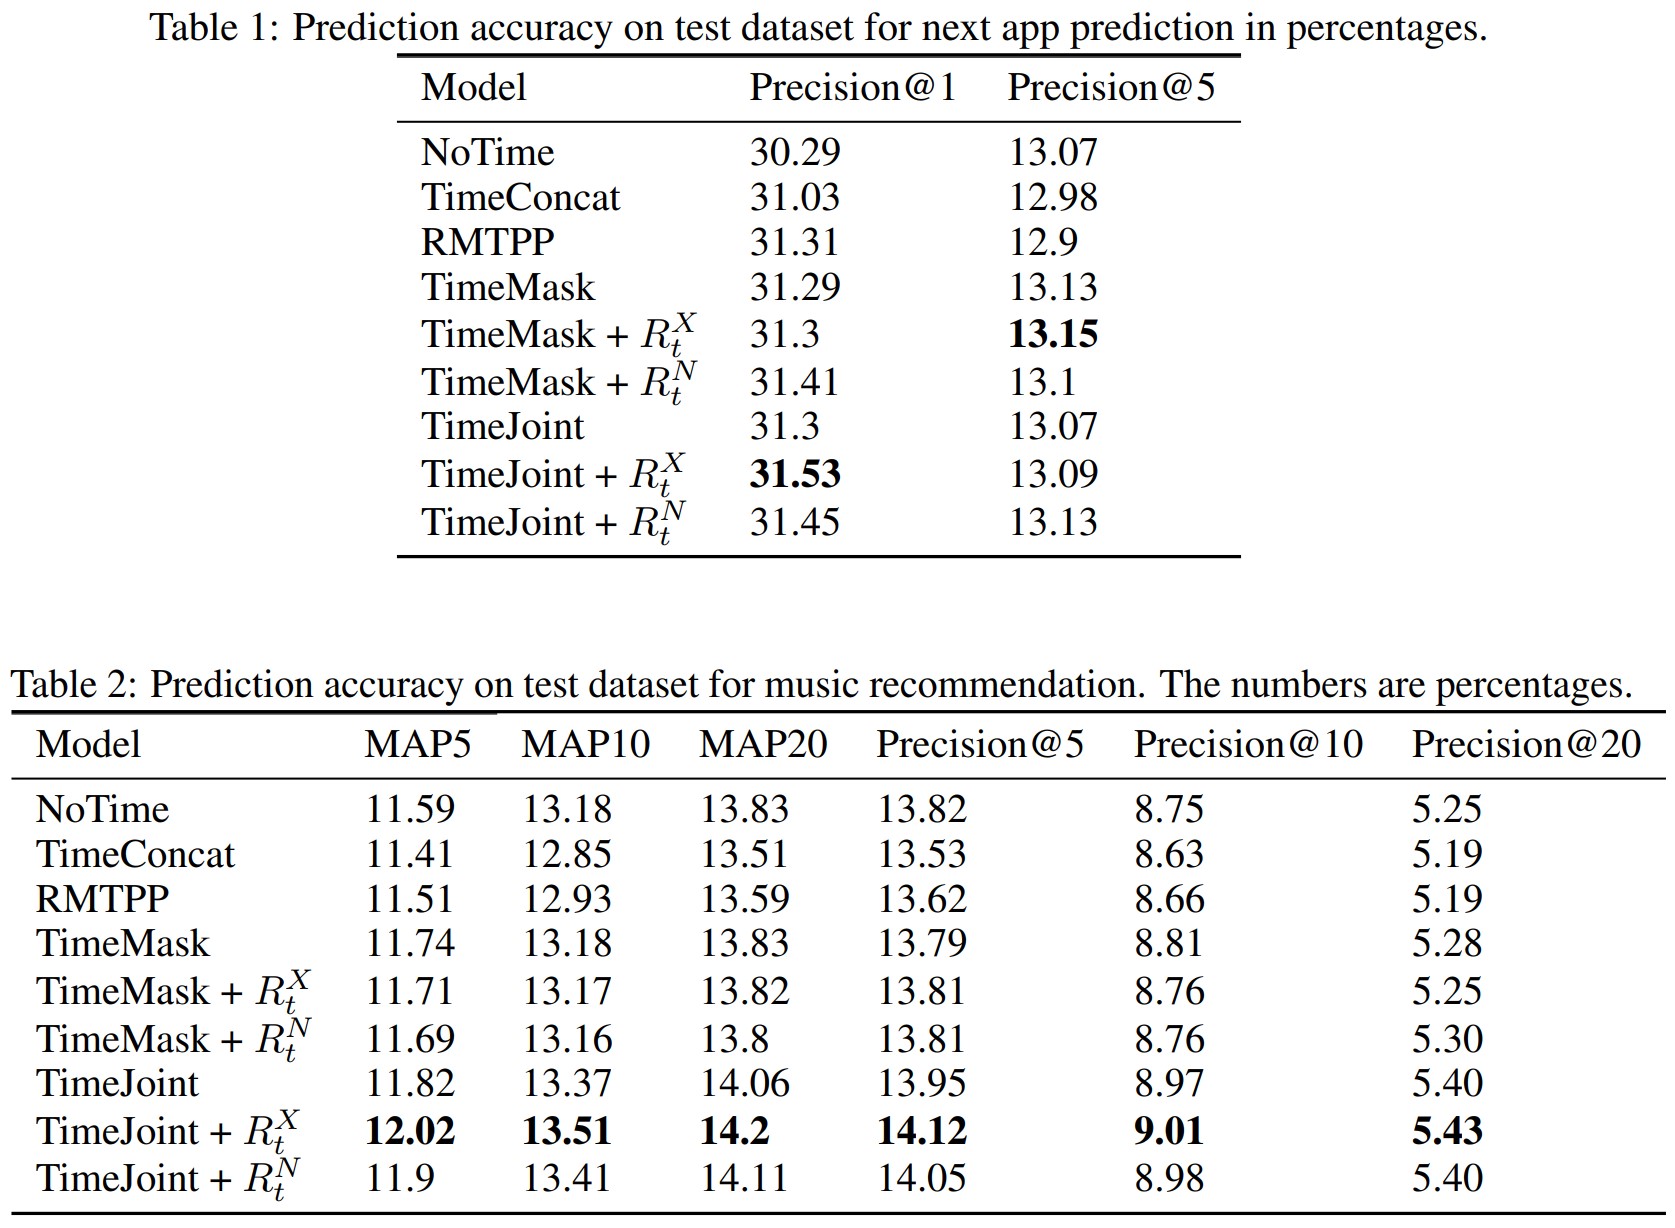 Table 1: Prediction accuracy on test dataset for next app prediction in percentages.
Model Precision@1 Precision@5
NoTime 30.29 13.07
TimeConcat 31.03 12.98
RMTPP 31.31 12.9
TimeMask 31.29 13.13
TimeMask + $R_t^X$ 31.3 13.15
TimeMask + $R_t^N$ 31.41 13.1
TimeJoint 31.3 13.07
TimeJoint + $R_t^X$ 31.53 13.09
TimeJoint + $R_t^N$ 31.45 13.13
Table 2: Prediction accuracy on test dataset for music recommendation. The numbers are percentages.
Model MAP5 MAP10 MAP20 Precision@5 Precision@10 Precision@20
NoTime 11.59 13.18 13.83 13.82 8.75 5.25
TimeConcat 11.41 12.85 13.51 13.53 8.63 5.19
RMTPP 11.51 12.93 13.59 13.62 8.66 5.19
TimeMask 11.74 13.18 13.83 13.79 8.81 5.28
TimeMask + $R_t^X$ 11.71 13.17 13.82 13.81 8.76 5.25
TimeMask + $R_t^N$ 11.69 13.16 13.8 13.81 8.76 5.30
TimeJoint 11.82 13.37 14.06 13.95 8.97 5.40
TimeJoint + $R_t^X$ 12.02 13.51 14.2 14.12 9.01 5.43
TimeJoint + $R_t^N$ 11.9 13.41 14.11 14.05 8.98 5.40